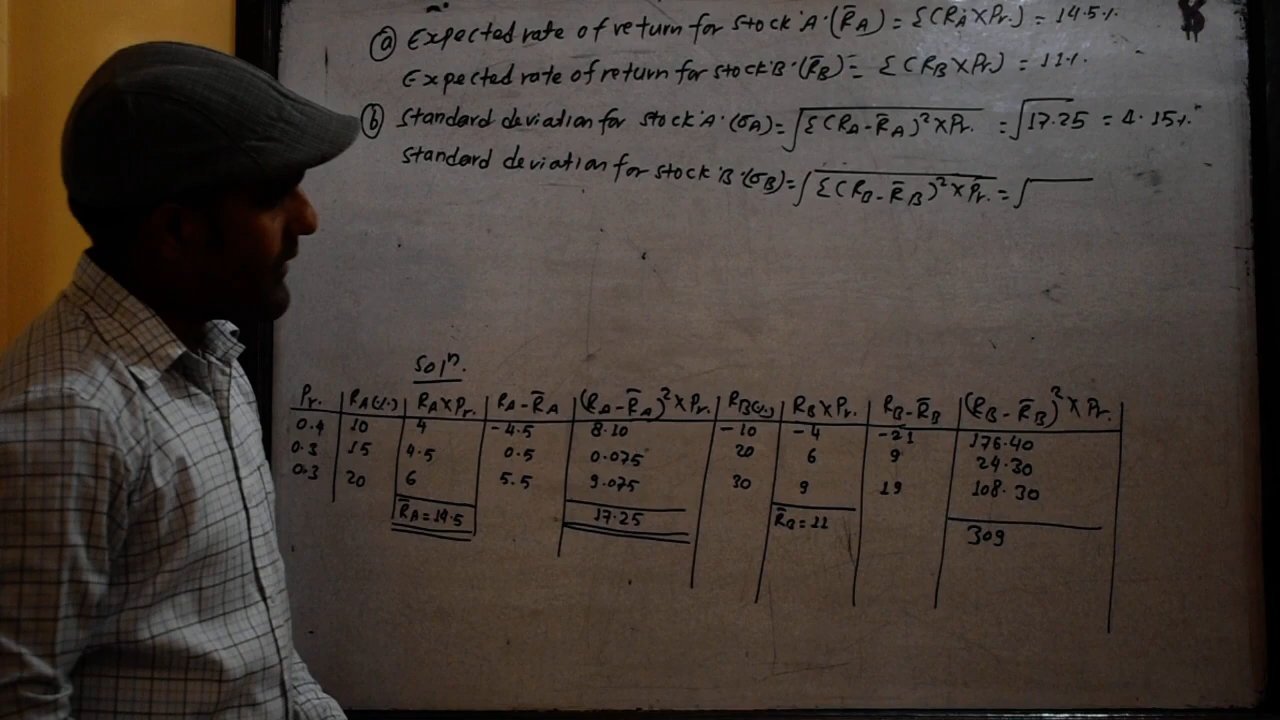 (a) Expected rate of return for stock 'A' (R̄A) = Σ(RA×Pr.) = 14.5%.
Expected rate of return for stock 'B' (R̄B) = Σ(RB×Pr) = 11%.
(b) Standard deviation for stock 'A' (σA) = √Σ(RA-R̄A)²×Pr. = √17.25 = 4.15%.
Standard deviation for stock 'B' (σB) = √Σ(RB-R̄B)²×Pr. = √
Solⁿ.
Pr. RA(%) RA×Pr. RA-R̄A (RA-R̄A)²×Pr. RB(%) RB×Pr. RB-R̄B (RB-R̄B)²×Pr.
0.4 10 4 -4.5 8.10 -10 -4 -21 176.40
0.3 15 4.5 0.5 0.075 20 6 9 24.30
0.3 20 6 5.5 9.075 30 9 19 108.30
R̄A=14.5 17.25 R̄B=11 309